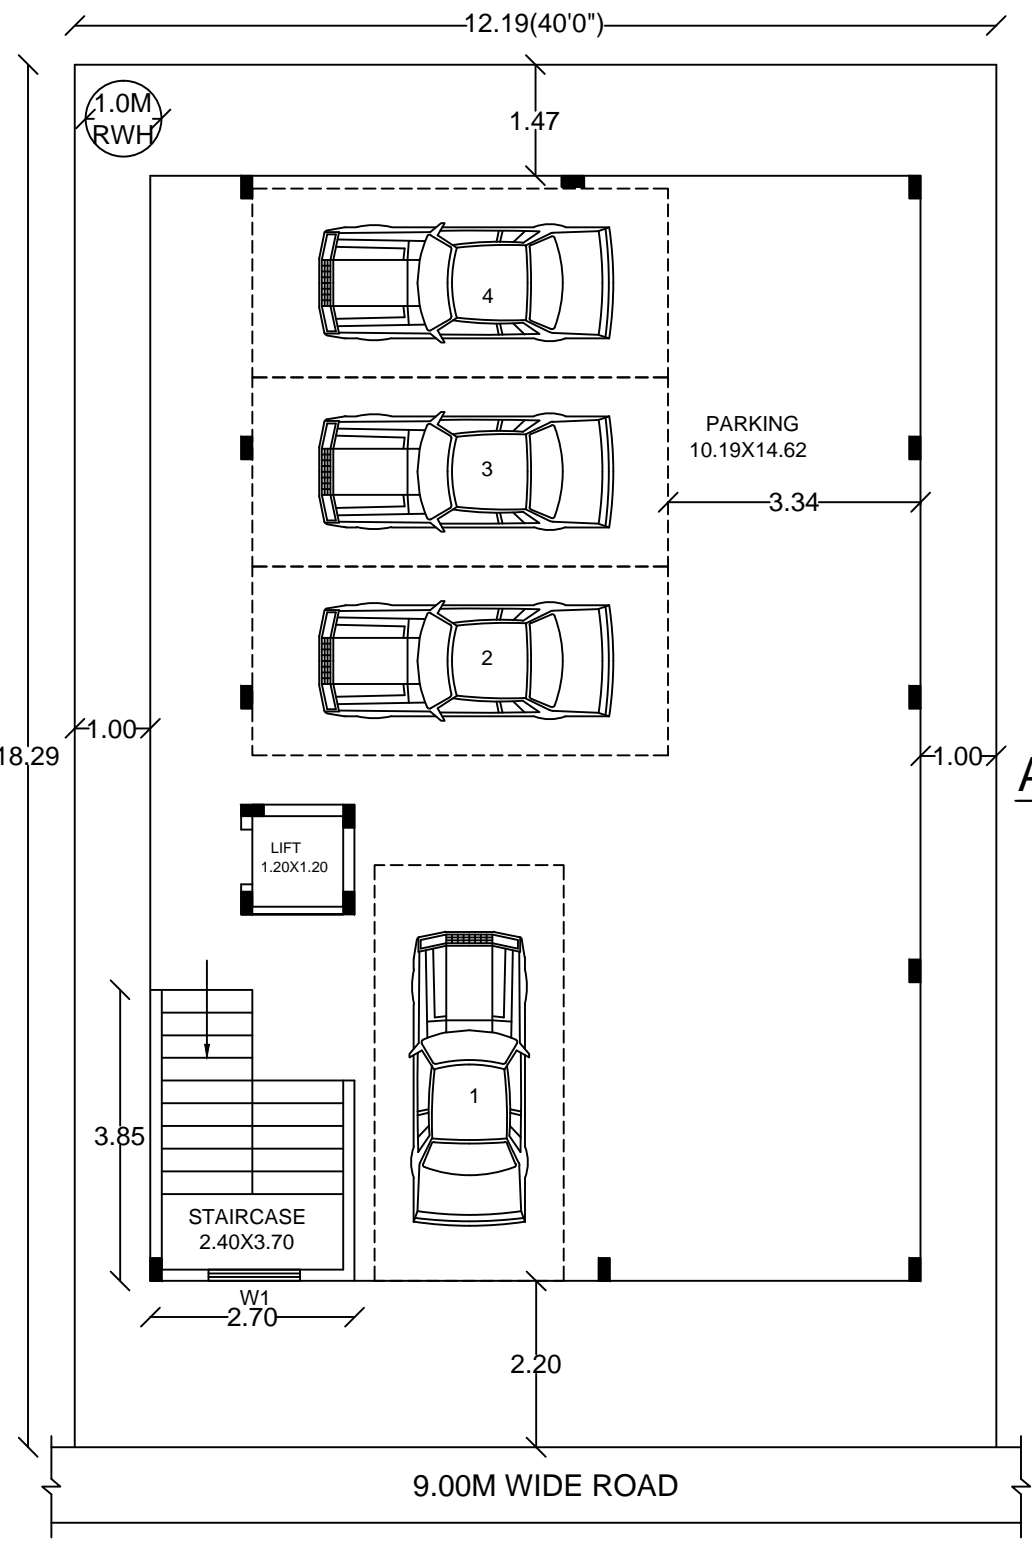 12.19(40'0")
1.0M
RWH
1.47
4
PARKING
10.19X14.62
3
3.34
2
1.00
18.29
1.00
A
LIFT
1.20X1.20
1
3.85
STAIRCASE
2.40X3.70
W1
2.70
2.20
9.00M WIDE ROAD